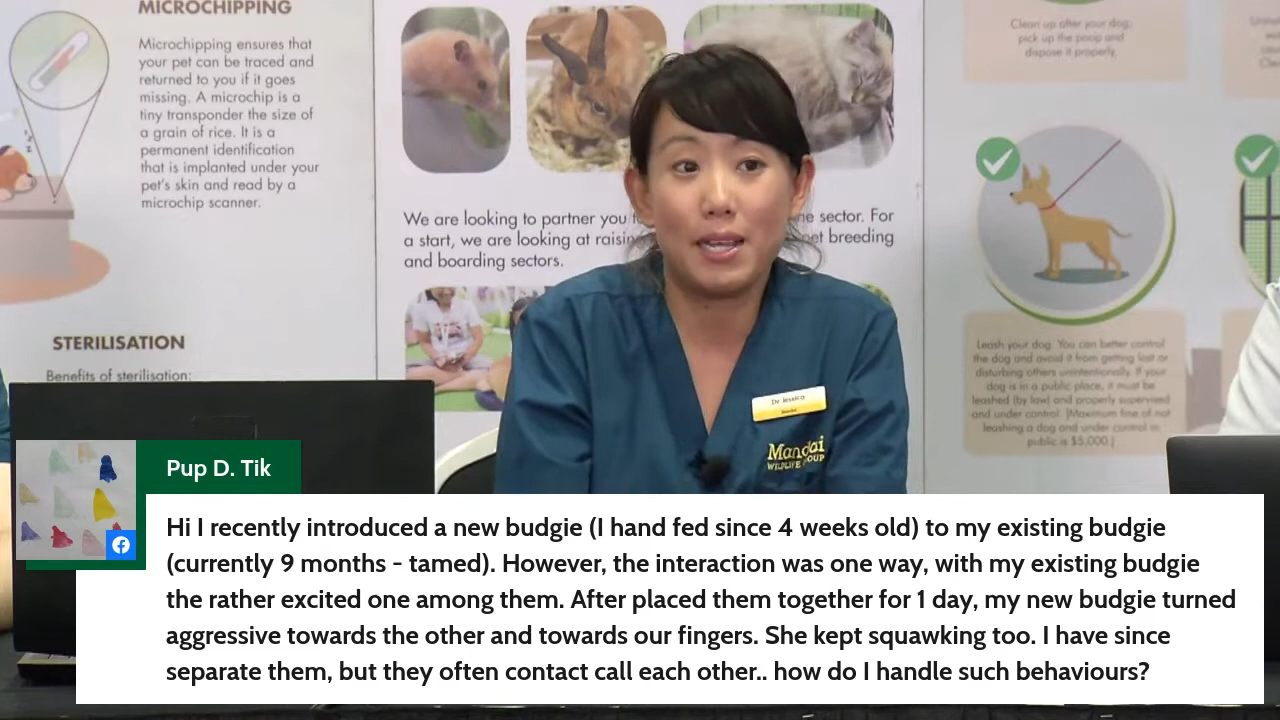 MICROCHIPPING
Microchipping ensures that
your pet can be traced and
returned to you if it goes
missing. A microchip is a
tiny transponder the size of
a grain of rice. It is a
permanent identification
that is implanted under your
pet's skin and read by a
microchip scanner.
STERILISATION
Benefits of sterilisation:
We are looking to partner you
he sector. For
a start, we are looking at
pet breeding
and boarding sectors.
Clean up after your dog;
pick up the poop and
dispose it properly.
Leash your dog. You can better control
the dog and avoid it from getting lost or
disturbing others unintentionally. If your
dog is in a public place, it must be
leashed (by law) and properly supervised
and under control. [Maximum fine of not
leashing a dog and under control in
public is $5,000.]
Dr Jessica
Mandai
WILDLIFE GROUP
Pup D. Tik
Hi I recently introduced a new budgie (I hand fed since 4 weeks old) to my existing budgie
(currently 9 months - tamed). However, the interaction was one way, with my existing budgie
the rather excited one among them. After placed them together for 1 day, my new budgie turned
aggressive towards the other and towards our fingers. She kept squawking too. I have since
separate them, but they often contact call each other.. how do I handle such behaviours?